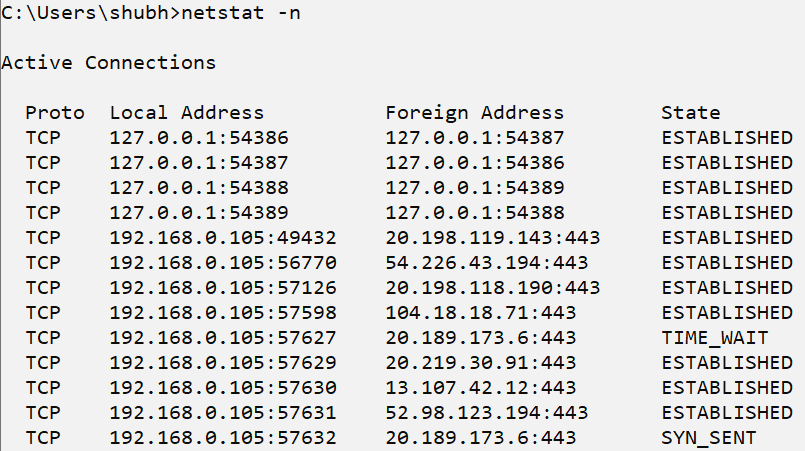 C:\Users\shubh>netstat -n
Active Connections
Proto Local Address Foreign Address State
TCP 127.0.0.1:54386 127.0.0.1:54387 ESTABLISHED
TCP 127.0.0.1:54387 127.0.0.1:54386 ESTABLISHED
TCP 127.0.0.1:54388 127.0.0.1:54389 ESTABLISHED
TCP 127.0.0.1:54389 127.0.0.1:54388 ESTABLISHED
TCP 192.168.0.105:49432 20.198.119.143:443 ESTABLISHED
TCP 192.168.0.105:56770 54.226.43.194:443 ESTABLISHED
TCP 192.168.0.105:57126 20.198.118.190:443 ESTABLISHED
TCP 192.168.0.105:57598 104.18.18.71:443 ESTABLISHED
TCP 192.168.0.105:57627 20.189.173.6:443 TIME_WAIT
TCP 192.168.0.105:57629 20.219.30.91:443 ESTABLISHED
TCP 192.168.0.105:57630 13.107.42.12:443 ESTABLISHED
TCP 192.168.0.105:57631 52.98.123.194:443 ESTABLISHED
TCP 192.168.0.105:57632 20.189.173.6:443 SYN_SENT